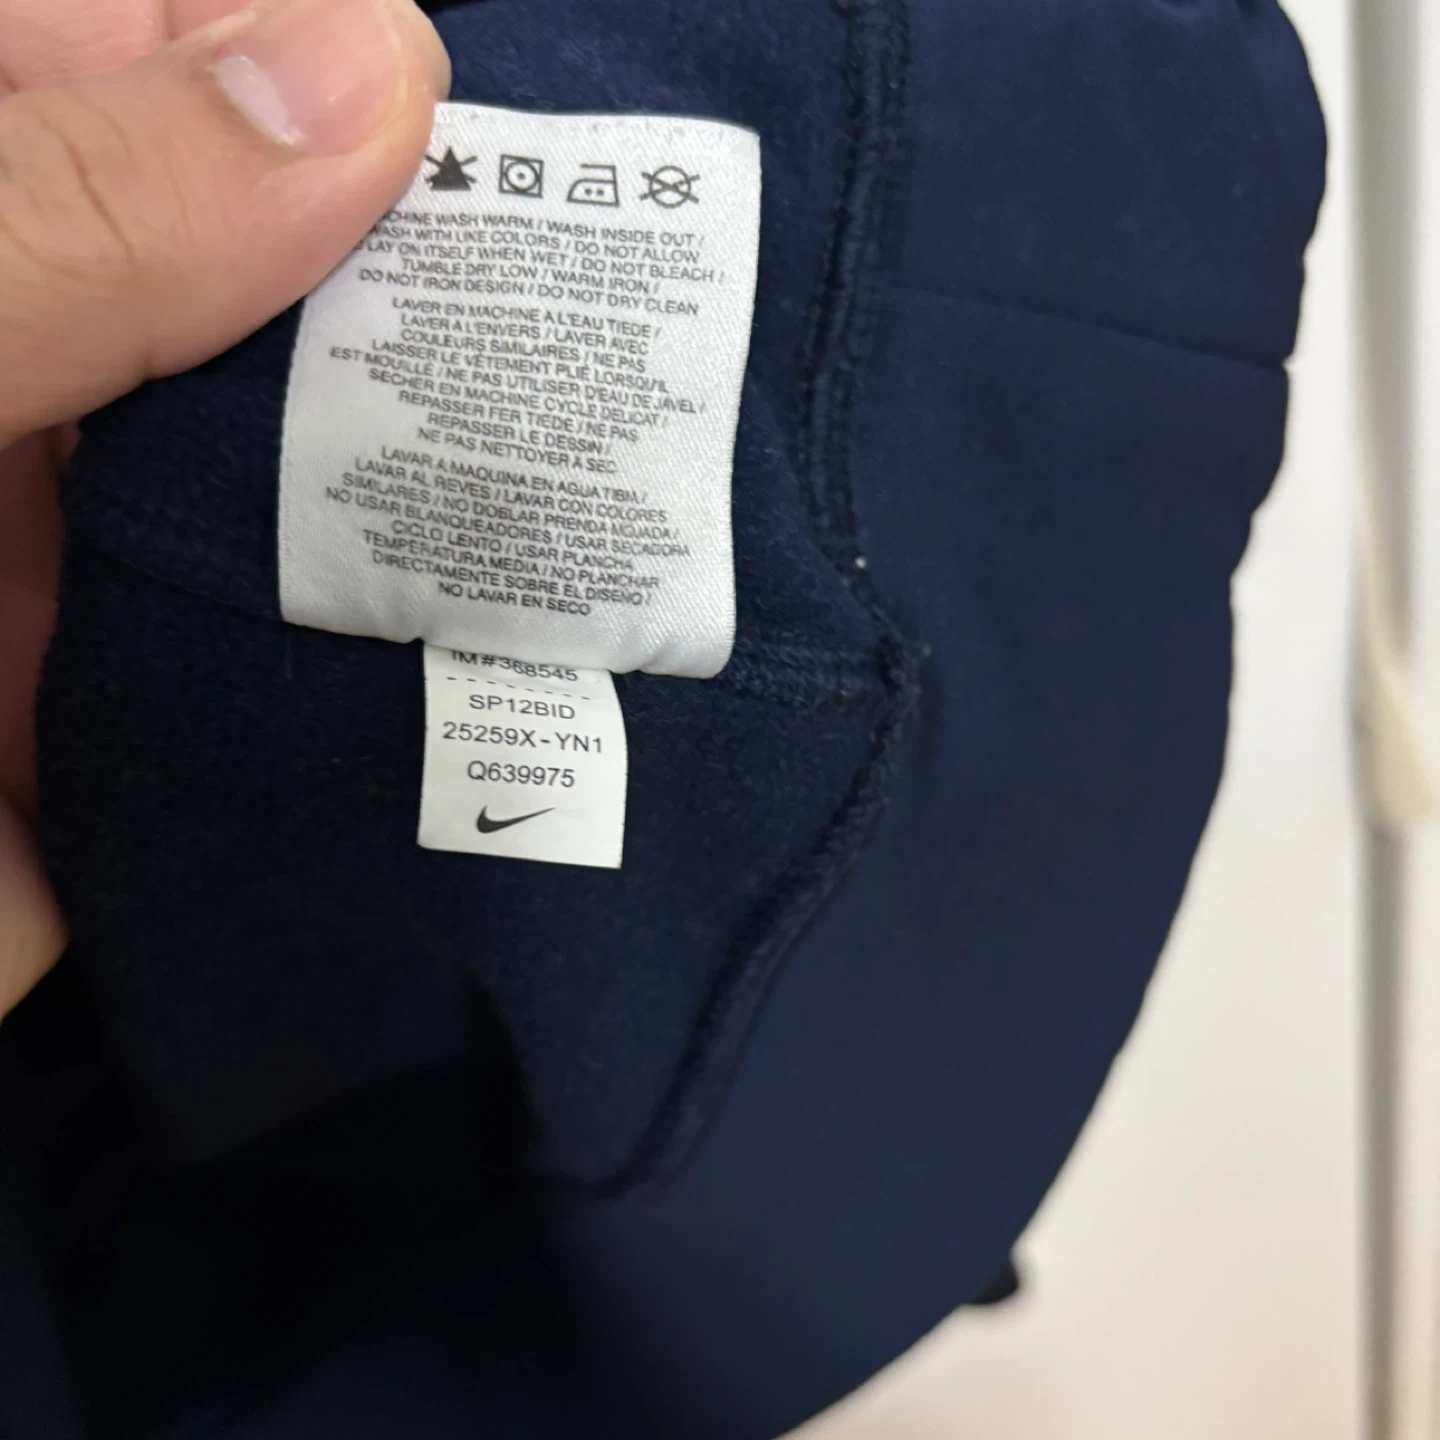 WASH WARM / WASH INSIDE OUT /
WASH WITH LIKE COLORS / DO NOT ALLOW
LAY ON ITSELF WHEN WET / DO NOT BLEACH /
TUMBLE DRY LOW / WARM IRON /
DO NOT IRON DESIGN / DO NOT DRY CLEAN
LAVER EN MACHINE A L'EAU TIEDE /
LAVER A L'ENVERS / LAVER AVEC
COULEURS SIMILAIRES / NE PAS
LAISSER LE VÊTEMENT PLIÉ LORSQU'IL
EST MOUILLÉ / NE PAS UTILISER D'EAU DE JAVEL /
SECHER EN MACHINE CYCLE DELICAT /
REPASSER FER TIEDE / NE PAS
REPASSER LE DESSIN /
NE PAS NETTOYER A SEC
LAVAR A MAQUINA EN AGUA TIBIA /
LAVAR AL REVES / LAVAR CON COLORES
SIMILARES / NO DOBLAR PRENDA MOJADA /
NO USAR BLANQUEADORES / USAR SECADORA
CICLO LENTO / USAR PLANCHA
TEMPERATURA MEDIA / NO PLANCHAR
DIRECTAMENTE SOBRE EL DISENO /
NO LAVAR EN SECO
IM#368545
SP12BID
25259X-YN1
Q639975